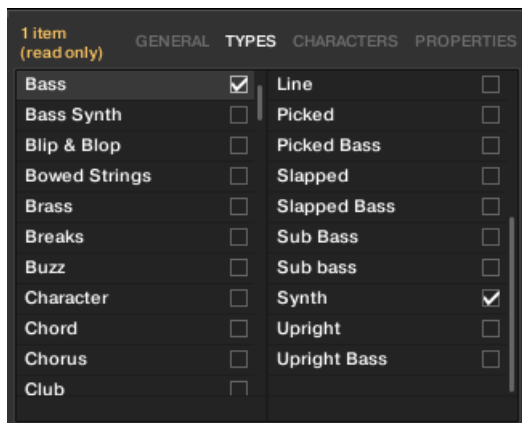 1 item
(read only)
GENERAL TYPES CHARACTERS PROPERTIES
Bass
Bass Synth
Blip & Blop
Bowed Strings
Brass
Breaks
Buzz
Character
Chord
Chorus
Club
Line
Picked
Picked Bass
Slapped
Slapped Bass
Sub Bass
Sub bass
Synth
Upright
Upright Bass